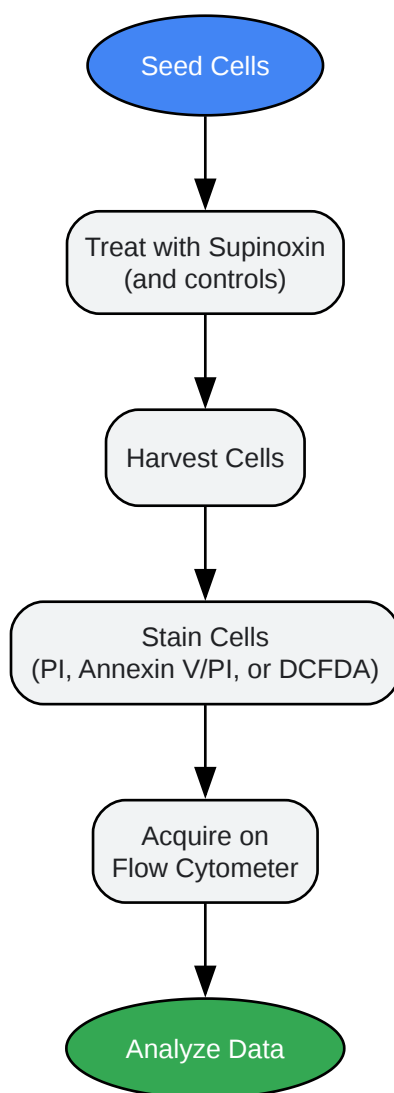 Seed Cells
Treat with Supinoxin
(and controls)
Harvest Cells
Stain Cells
(PI, Annexin V/PI, or DCFDA)
Acquire on
Flow Cytometer
Analyze Data